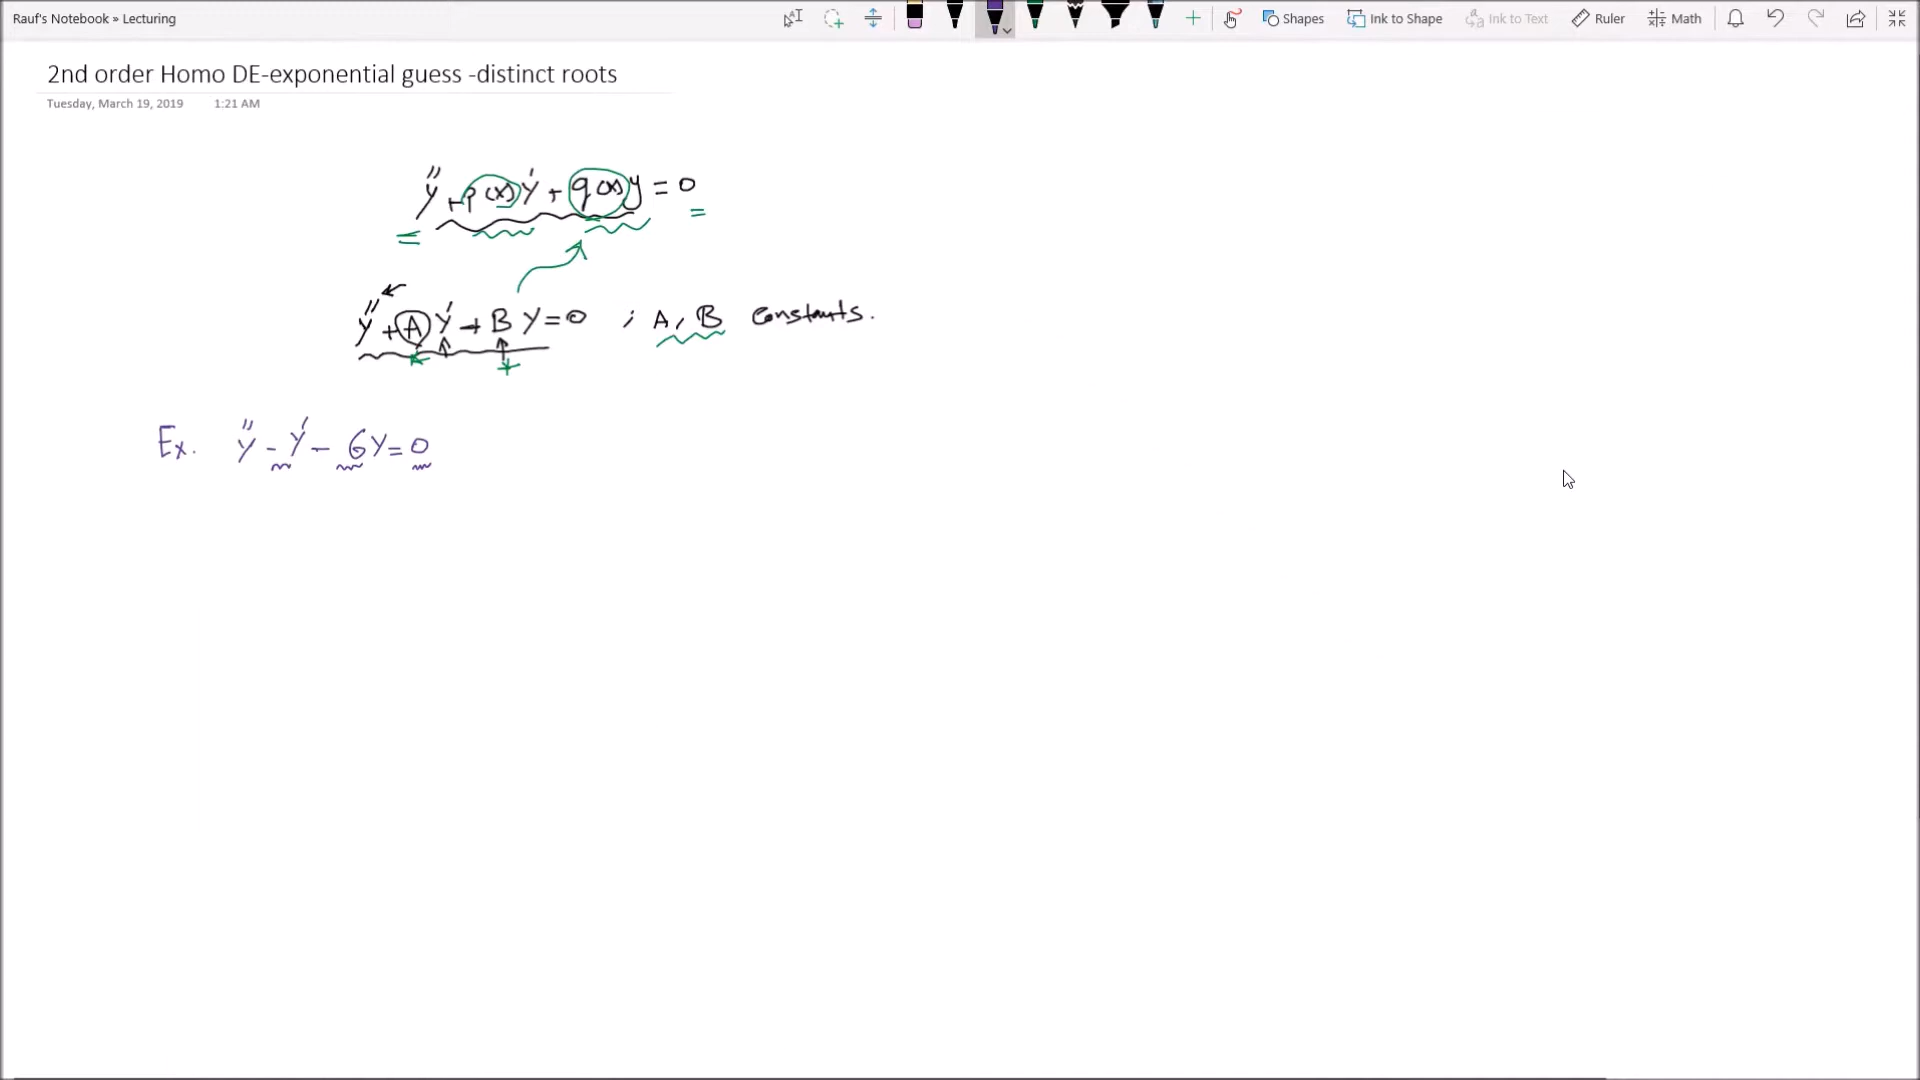 Rauf's Notebook » Lecturing
Shapes Ink to Shape Ink to Text Ruler Math
2nd order Homo DE-exponential guess -distinct roots
Tuesday, March 19, 2019 1:21 AM
y'' + p(x) y' + q(x) y = 0
y'' + A y' + B y = 0 ; A, B constants.
Ex. y'' - y' - 6y = 0